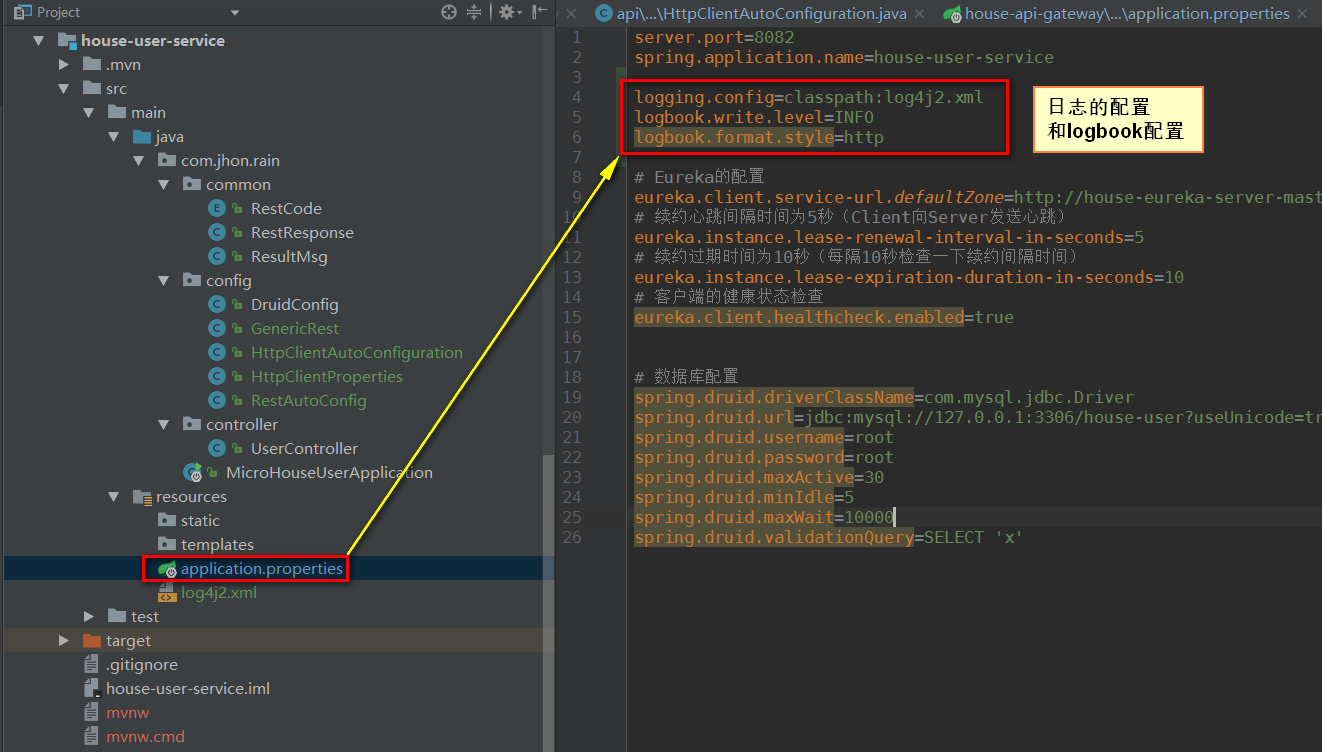 Project
api\...\HttpClientAutoConfiguration.java
house-api-gateway\...\application.properties
house-user-service
.mvn
src
main
java
com.jhon.rain
common
RestCode
RestResponse
ResultMsg
config
DruidConfig
GenericRest
HttpClientAutoConfiguration
HttpClientProperties
RestAutoConfig
controller
UserController
MicroHouseUserApplication
resources
static
templates
application.properties
log4j2.xml
test
target
.gitignore
house-user-service.iml
mvnw
mvnw.cmd
1 server.port=8082
2 spring.application.name=house-user-service
3
4 logging.config=classpath:log4j2.xml
5 logbook.write.level=INFO
6 logbook.format.style=http
7
8 # Eureka的配置
9 eureka.client.service-url.defaultZone=http://house-eureka-server-mast
10 # 续约心跳间隔时间为5秒（Client向Server发送心跳）
11 eureka.instance.lease-renewal-interval-in-seconds=5
12 # 续约过期时间为10秒（每隔10秒检查一下续约间隔时间）
13 eureka.instance.lease-expiration-duration-in-seconds=10
14 # 客户端的健康状态检查
15 eureka.client.healthcheck.enabled=true
16
17
18 # 数据库配置
19 spring.druid.driverClassName=com.mysql.jdbc.Driver
20 spring.druid.url=jdbc:mysql://127.0.0.1:3306/house-user?useUnicode=tr
21 spring.druid.username=root
22 spring.druid.password=root
23 spring.druid.maxActive=30
24 spring.druid.minIdle=5
25 spring.druid.maxWait=10000
26 spring.druid.validationQuery=SELECT 'x'
日志的配置
和logbook配置